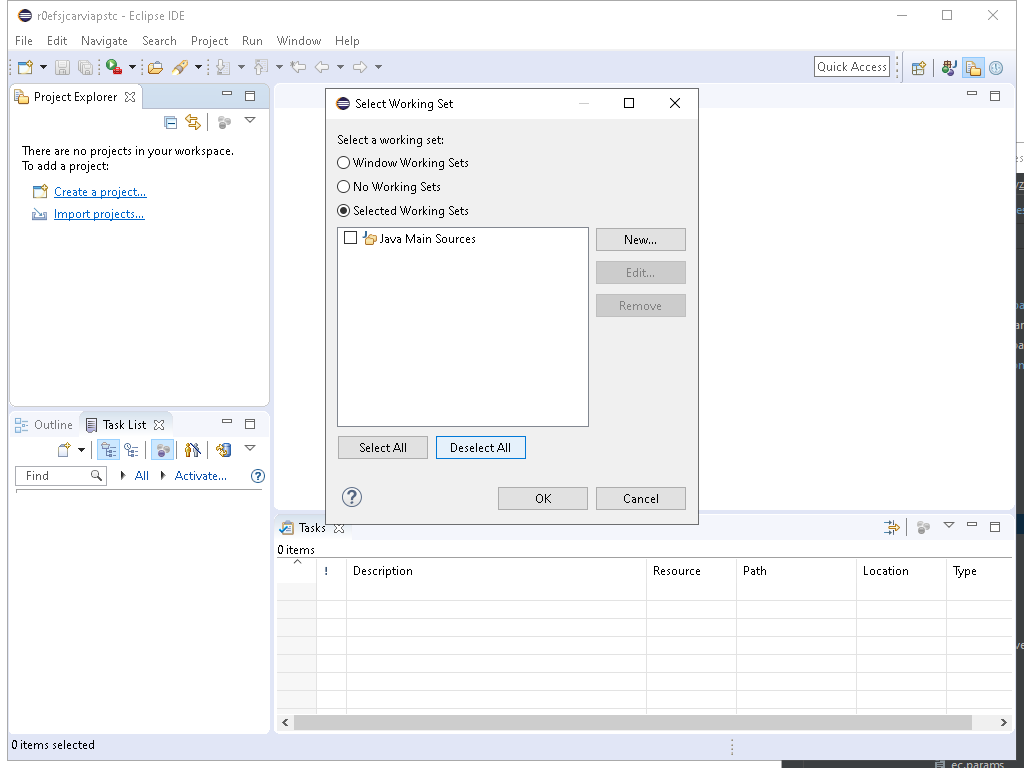 r0efsjcarviapstc - Eclipse IDE
File Edit Navigate Search Project Run Window Help
Quick Access
Project Explorer
There are no projects in your workspace.
To add a project:
Create a project...
Import projects...
Select Working Set
Select a working set:
Window Working Sets
No Working Sets
Selected Working Sets
Java Main Sources
New...
Edit...
Remove
Select All
Deselect All
?
OK
Cancel
Outline
Task List
Find
All
Activate...
?
Tasks
0 items
! Description Resource Path Location Type
0 items selected
ec.params